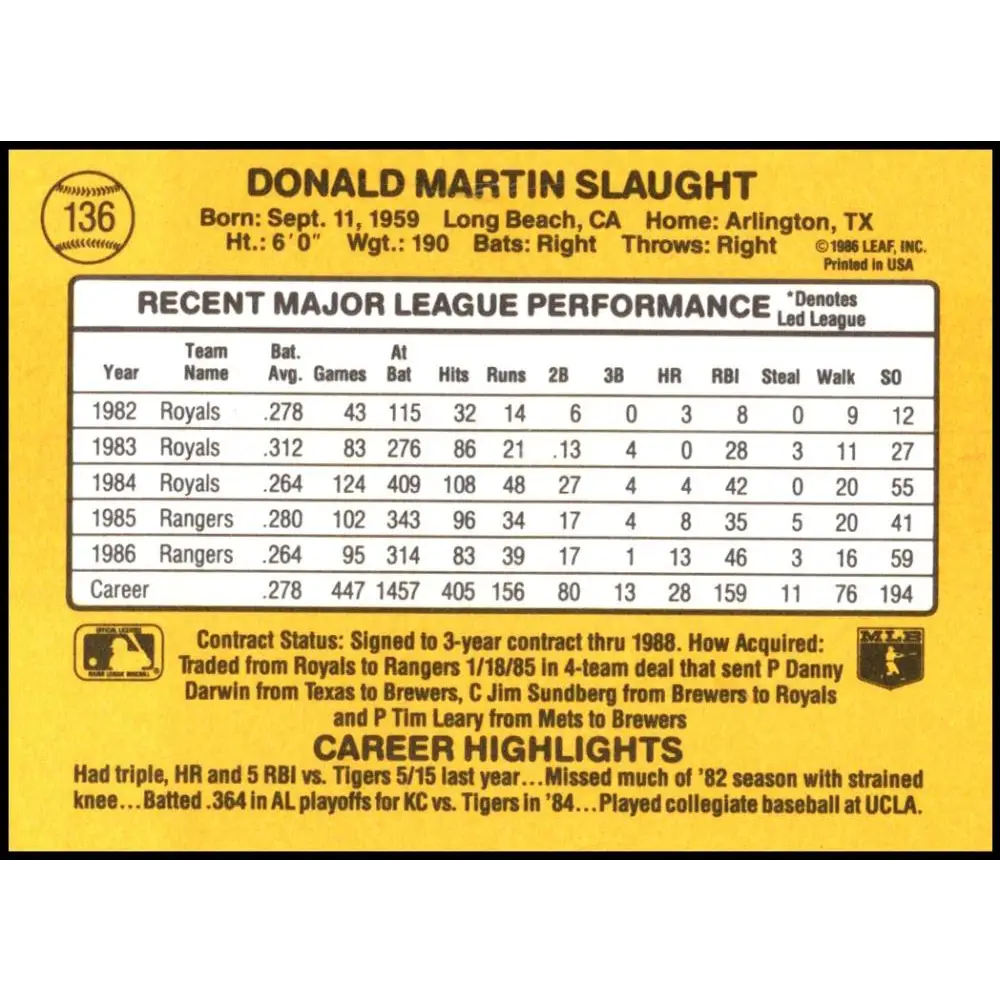 136
DONALD MARTIN SLAUGHT
Born: Sept. 11, 1959 Long Beach, CA Home: Arlington, TX
Ht.: 6'0" Wgt.: 190 Bats: Right Throws: Right ©1986 LEAF, INC.
Printed in USA
RECENT MAJOR LEAGUE PERFORMANCE *Denotes Led League
Year Team Name Bat. Avg. Games At Bat Hits Runs 2B 3B HR RBI Steal Walk SO
1982 Royals .278 43 115 32 14 6 0 3 8 0 9 12
1983 Royals .312 83 276 86 21 .13 4 0 28 3 11 27
1984 Royals .264 124 409 108 48 27 4 4 42 0 20 55
1985 Rangers .280 102 343 96 34 17 4 8 35 5 20 41
1986 Rangers .264 95 314 83 39 17 1 13 46 3 16 59
Career .278 447 1457 405 156 80 13 28 159 11 76 194
OFFICIAL LICENSEE
MAJOR LEAGUE BASEBALL
®
MLB
Contract Status: Signed to 3-year contract thru 1988. How Acquired:
Traded from Royals to Rangers 1/18/85 in 4-team deal that sent P Danny
Darwin from Texas to Brewers, C Jim Sundberg from Brewers to Royals
and P Tim Leary from Mets to Brewers
CAREER HIGHLIGHTS
Had triple, HR and 5 RBI vs. Tigers 5/15 last year...Missed much of '82 season with strained
knee...Batted .364 in AL playoffs for KC vs. Tigers in '84...Played collegiate baseball at UCLA.